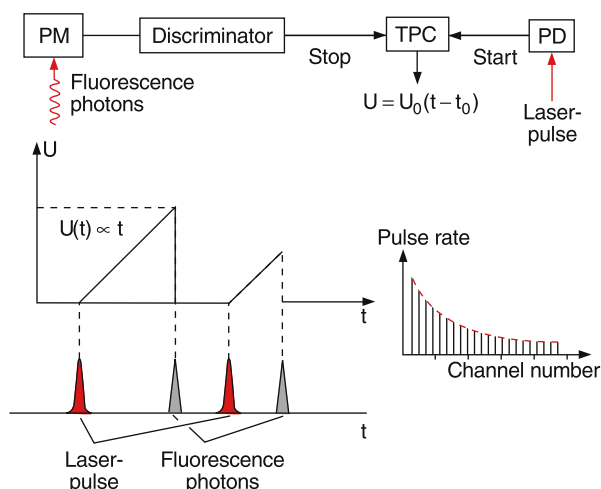 PM
Discriminator
Stop
TPC
Start
PD
Fluorescence
photons
U = U₀(t – t₀)
Laser-
pulse
U
U(t) ∝ t
t
Pulse rate
Channel number
t
Laser-
pulse
Fluorescence
photons